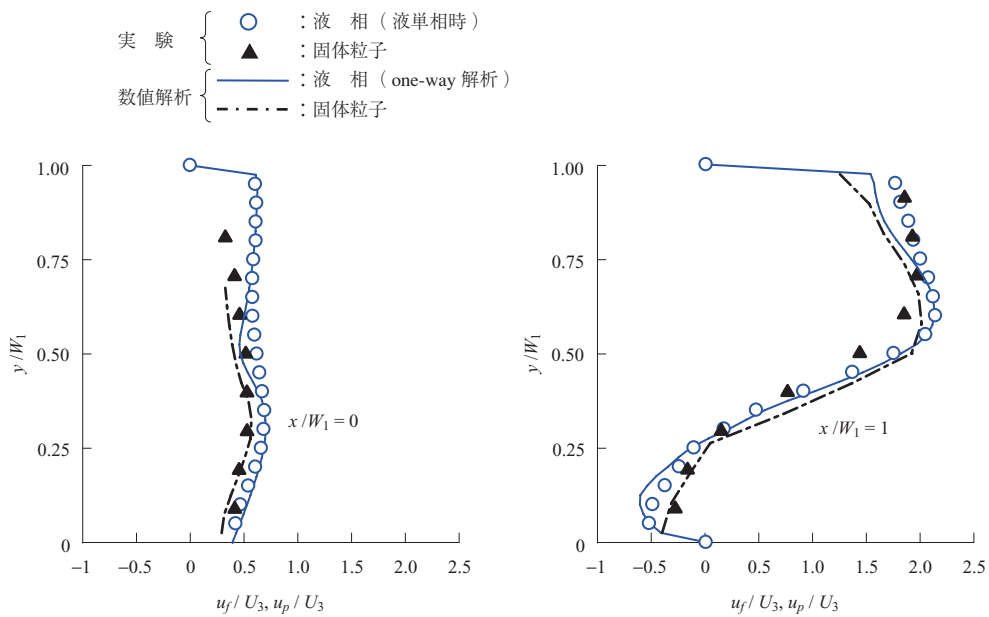 実　験
：液　相（液単相時）
：固体粒子
数値解析
：液　相（one-way 解析）
：固体粒子
y/W1
1.00
0.75
0.50
0.25
0
x/W1 = 0
−1 −0.5 0 0.5 1.0 1.5 2.0 2.5
uf / U3, up / U3
y/W1
1.00
0.75
0.50
0.25
0
x/W1 = 1
−1 −0.5 0 0.5 1.0 1.5 2.0 2.5
uf / U3, up / U3